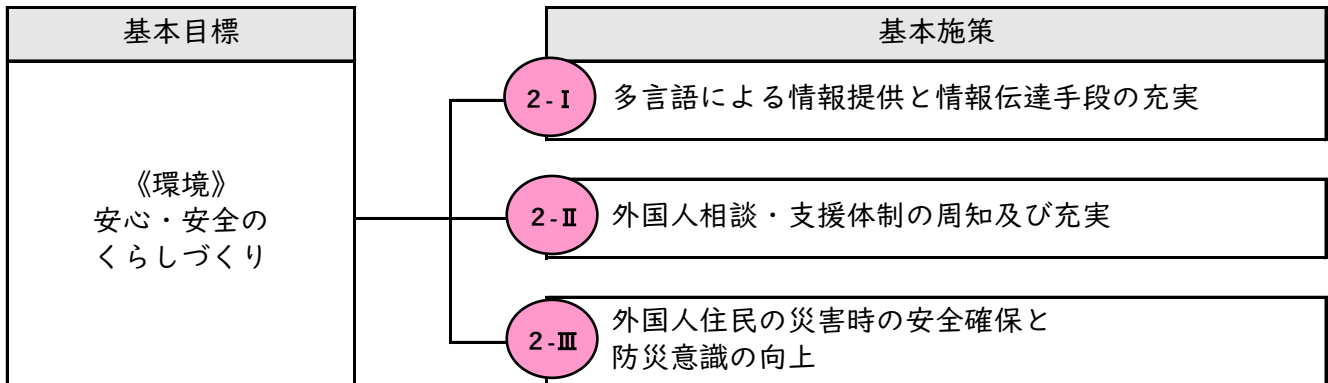 基本目標
基本施策
《環境》
安心・安全の
くらしづくり
2-Ⅰ
多言語による情報提供と情報伝達手段の充実
2-Ⅱ
外国人相談・支援体制の周知及び充実
2-Ⅲ
外国人住民の災害時の安全確保と
防災意識の向上